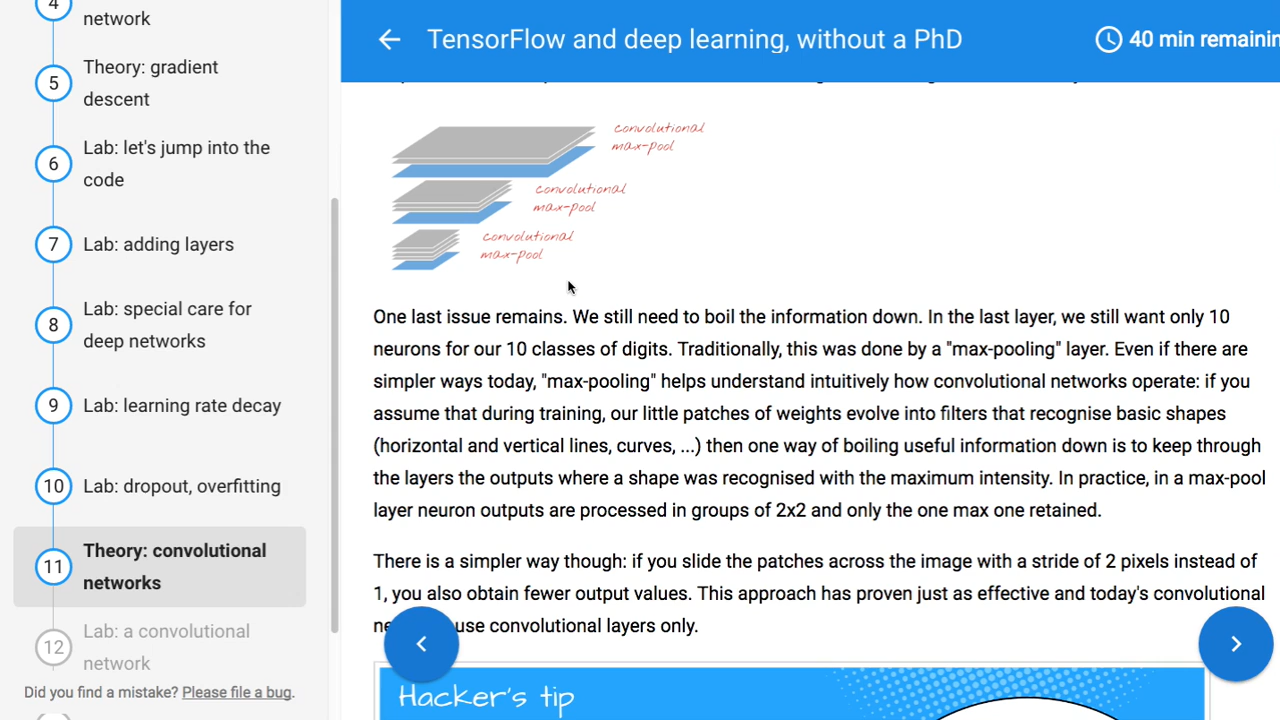 4
network
5
Theory: gradient
descent
6
Lab: let's jump into the
code
7
Lab: adding layers
8
Lab: special care for
deep networks
9
Lab: learning rate decay
10
Lab: dropout, overfitting
11
Theory: convolutional
networks
12
Lab: a convolutional
network
Did you find a mistake? Please file a bug.
TensorFlow and deep learning, without a PhD
40 min remainin
convolutional
max-pool
convolutional
max-pool
convolutional
max-pool
One last issue remains. We still need to boil the information down. In the last layer, we still want only 10
neurons for our 10 classes of digits. Traditionally, this was done by a "max-pooling" layer. Even if there are
simpler ways today, "max-pooling" helps understand intuitively how convolutional networks operate: if you
assume that during training, our little patches of weights evolve into filters that recognise basic shapes
(horizontal and vertical lines, curves, ...) then one way of boiling useful information down is to keep through
the layers the outputs where a shape was recognised with the maximum intensity. In practice, in a max-pool
layer neuron outputs are processed in groups of 2x2 and only the one max one retained.
There is a simpler way though: if you slide the patches across the image with a stride of 2 pixels instead of
1, you also obtain fewer output values. This approach has proven just as effective and today's convolutional
use convolutional layers only.
Hacker's tip